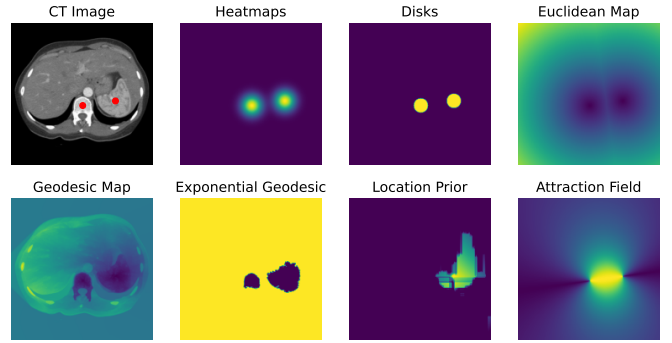 CT Image
Heatmaps
Disks
Euclidean Map
Geodesic Map
Exponential Geodesic
Location Prior
Attraction Field